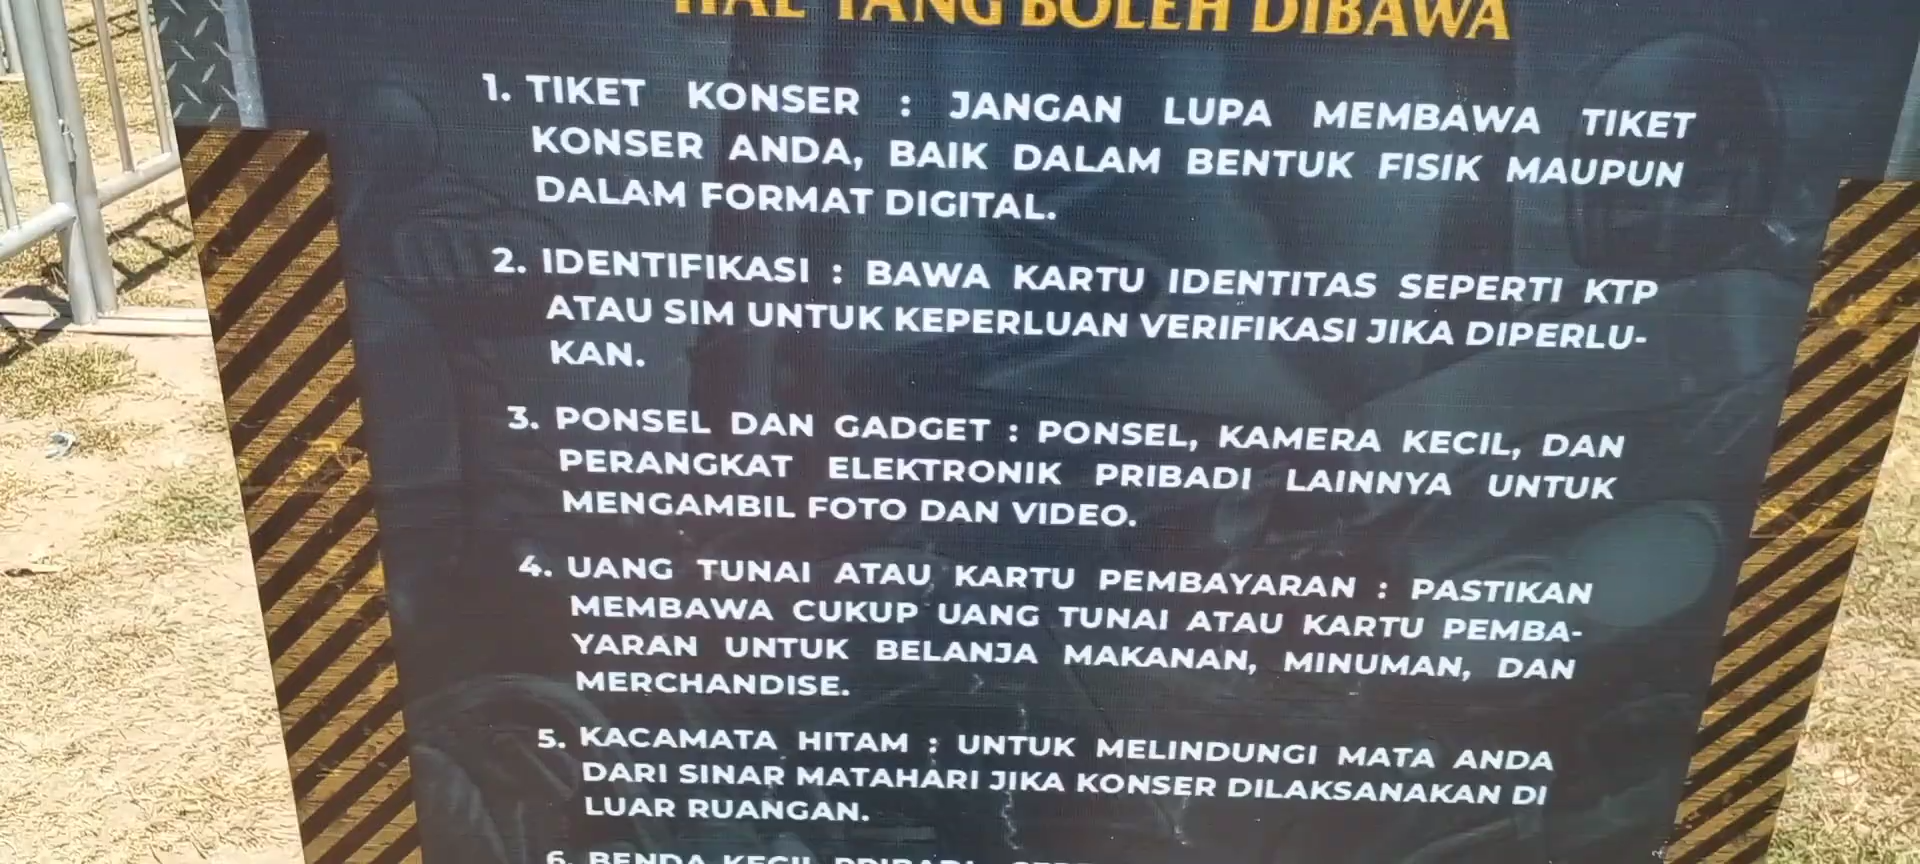 HAL YANG BOLEH DIBAWA
1. TIKET KONSER : JANGAN LUPA MEMBAWA TIKET
KONSER ANDA, BAIK DALAM BENTUK FISIK MAUPUN
DALAM FORMAT DIGITAL.
2. IDENTIFIKASI : BAWA KARTU IDENTITAS SEPERTI KTP
ATAU SIM UNTUK KEPERLUAN VERIFIKASI JIKA DIPERLU-
KAN.
3. PONSEL DAN GADGET : PONSEL, KAMERA KECIL, DAN
PERANGKAT ELEKTRONIK PRIBADI LAINNYA UNTUK
MENGAMBIL FOTO DAN VIDEO.
4. UANG TUNAI ATAU KARTU PEMBAYARAN : PASTIKAN
MEMBAWA CUKUP UANG TUNAI ATAU KARTU PEMBA-
YARAN UNTUK BELANJA MAKANAN, MINUMAN, DAN
MERCHANDISE.
5. KACAMATA HITAM : UNTUK MELINDUNGI MATA ANDA
DARI SINAR MATAHARI JIKA KONSER DILAKSANAKAN DI
LUAR RUANGAN.
6. BENDA KECIL PRIBADI